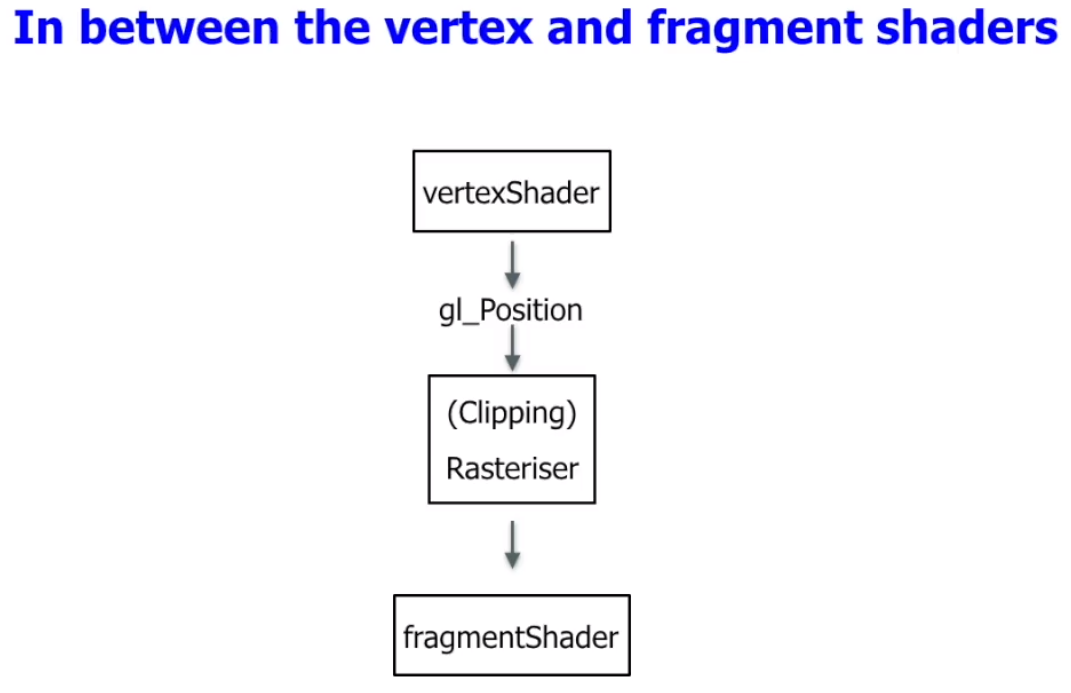 In between the vertex and fragment shaders
vertexShader
gl_Position
(Clipping)
Rasteriser
fragmentShader